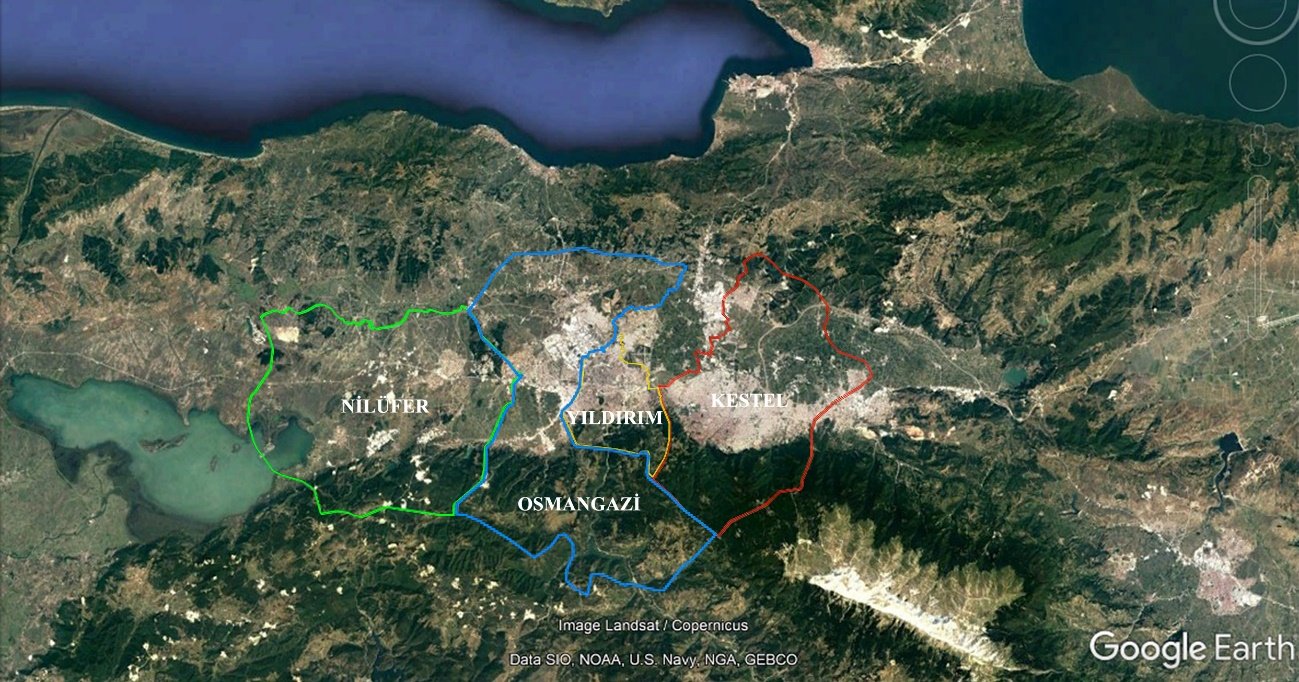 NİLÜFER
YILDIRIM
KESTEL
OSMANGAZİ
Image Landsat / Copernicus
Data SIO, NOAA, U.S. Navy, NGA, GEBCO
Google Earth